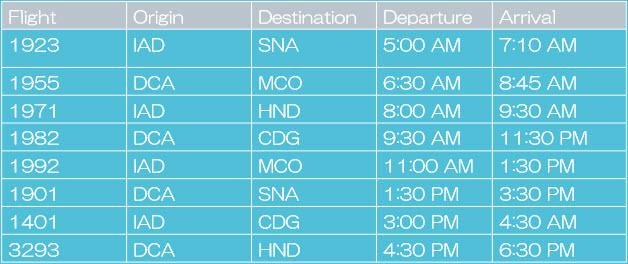 Flight Origin Destination Departure Arrival
1923 IAD SNA 5:00 AM 7:10 AM
1955 DCA MCO 6:30 AM 8:45 AM
1971 IAD HND 8:00 AM 9:30 AM
1982 DCA CDG 9:30 AM 11:30 PM
1992 IAD MCO 11:00 AM 1:30 PM
1901 DCA SNA 1:30 PM 3:30 PM
1401 IAD CDG 3:00 PM 4:30 AM
3293 DCA HND 4:30 PM 6:30 PM